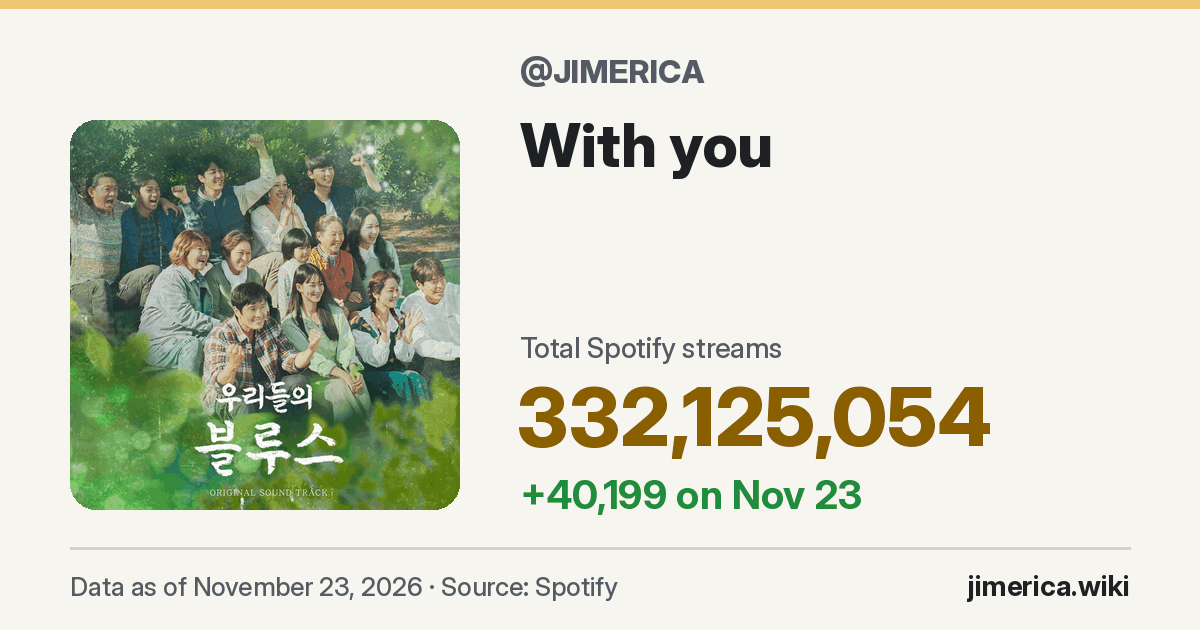 @JIMERICA
With you
우리들의
블루스
ORIGINAL SOUND TRACK
Total Spotify streams
332,125,054
+40,199 on Nov 23
Data as of November 23, 2026 · Source: Spotify
jimerica.wiki